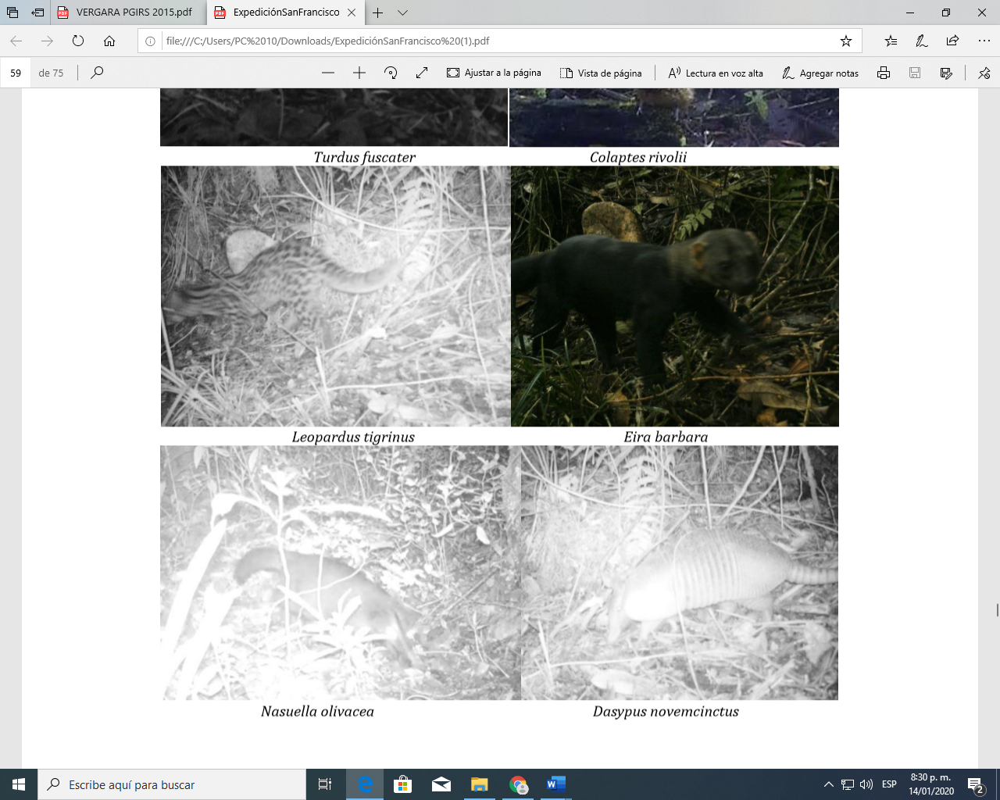 VERGARA PGIRS 2015.pdf
ExpediciónSanFrancisco
file:///C:/Users/PC%2010/Downloads/ExpediciónSanFrancisco%20(1).pdf
59 de 75
Ajustar a la página
Vista de página
Lectura en voz alta
Agregar notas
Turdus fuscater
Colaptes rivolii
Leopardus tigrinus
Eira barbara
Nasuella olivacea
Dasypus novemcinctus
Escribe aquí para buscar
ESP
8:30 p. m.
14/01/2020
2